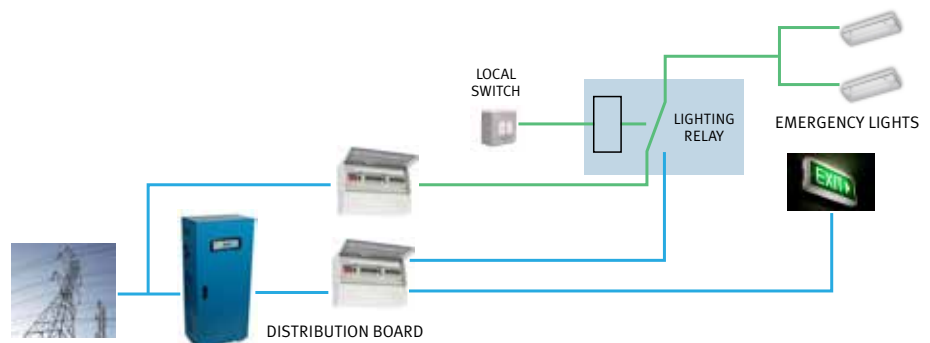 LOCAL
SWITCH
LIGHTING
RELAY
EMERGENCY LIGHTS
EXIT
DISTRIBUTION BOARD